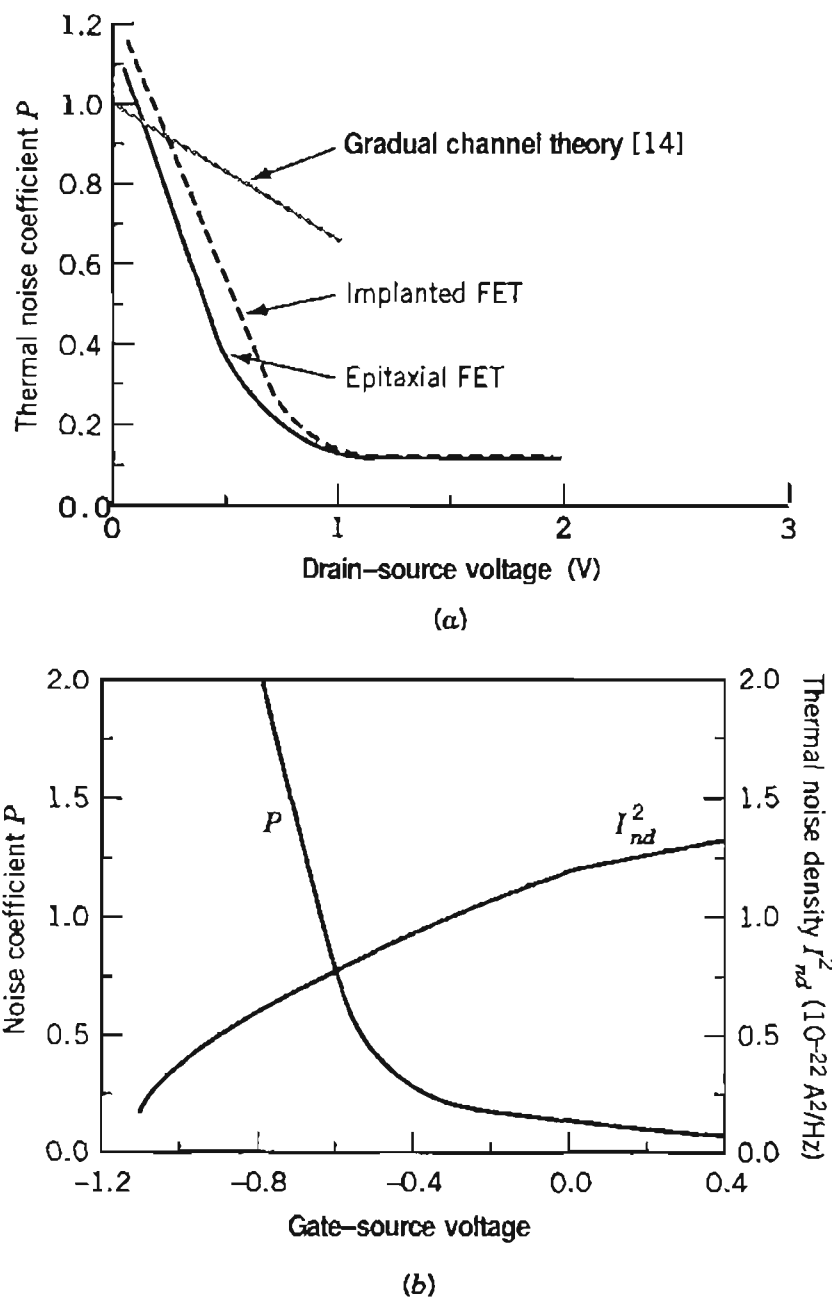 1.2
1.0
0.8
0.6
0.4
0.2
0.0
Thermal noise coefficient P
Gradual channel theory [14]
Implanted FET
Epitaxial FET
0 1 2 3
Drain–source voltage (V)
(a)
2.0
1.5
1.0
0.5
0.0
Noise coefficient P
P
I²nd
2.0
1.5
1.0
0.5
0.0
Thermal noise density I²nd (10⁻²² A²/Hz)
-1.2 -0.8 -0.4 0.0 0.4
Gate–source voltage
(b)